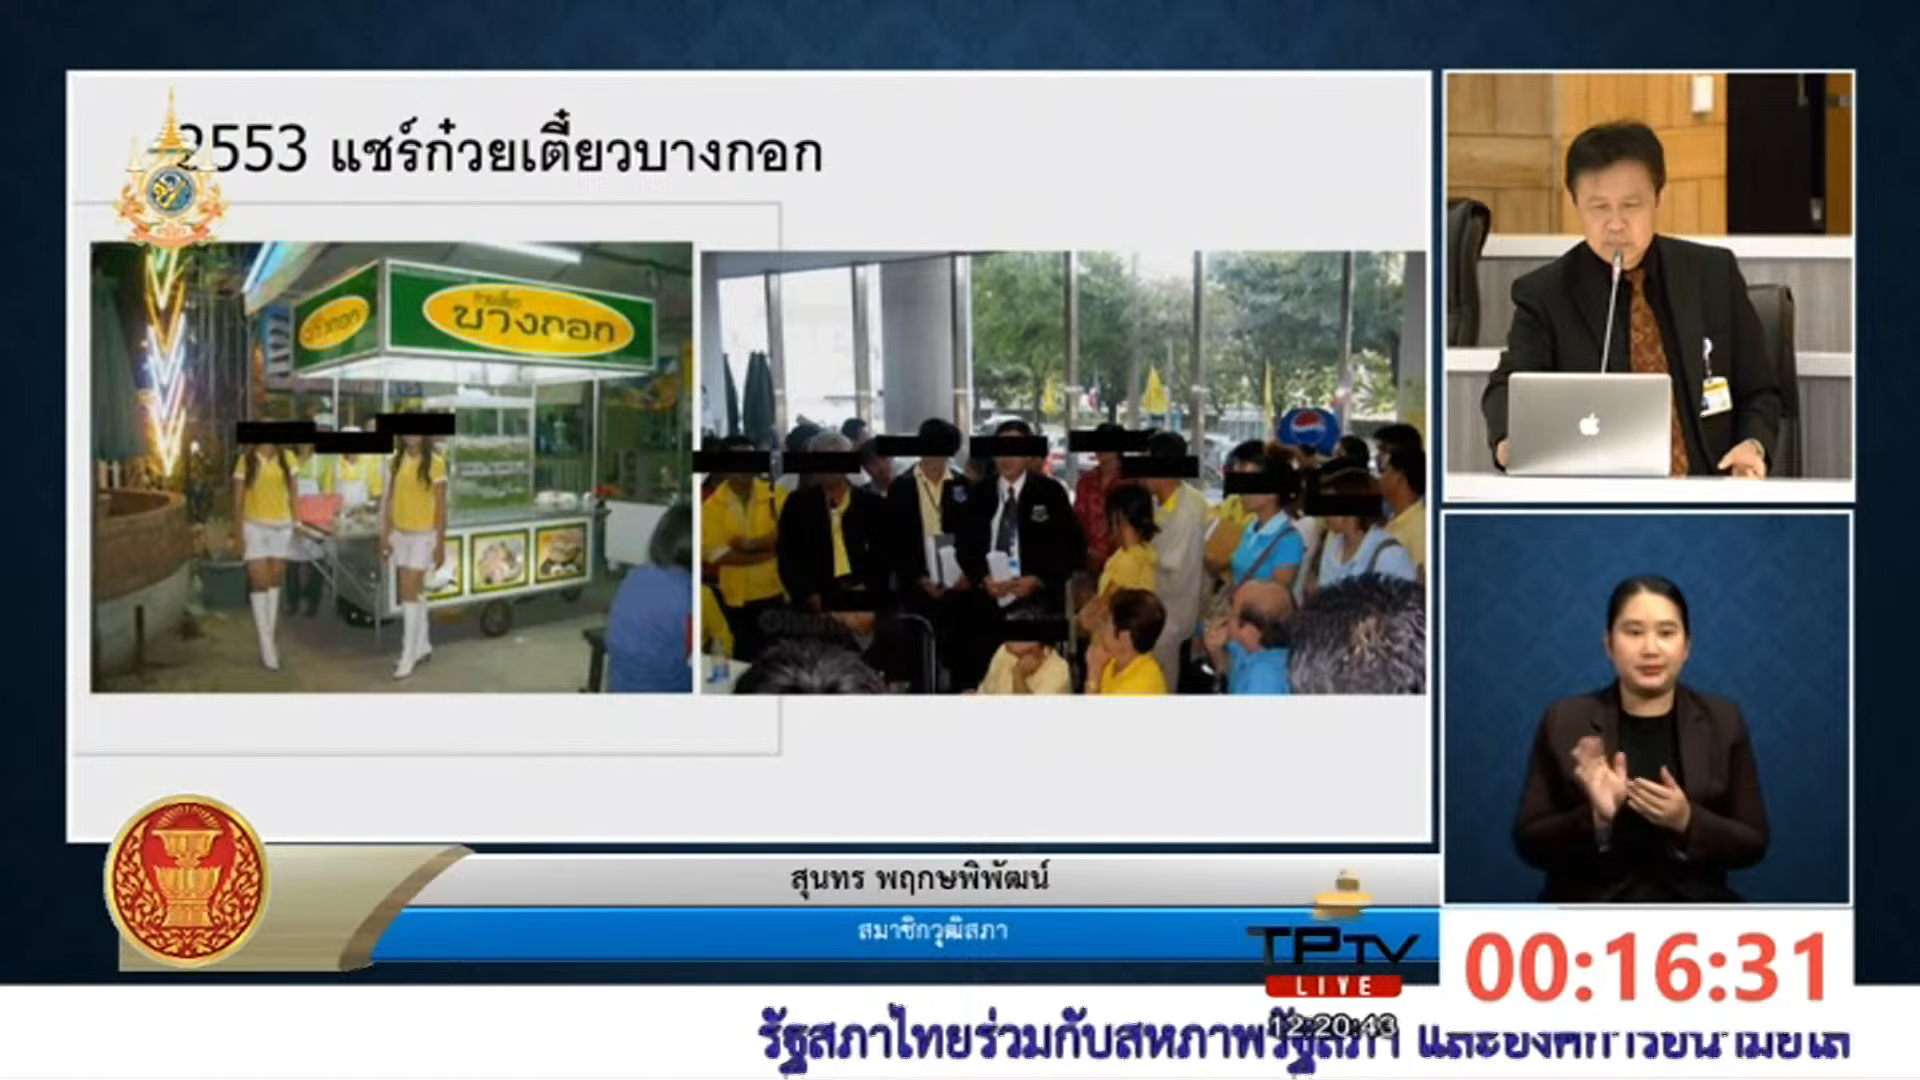 2553 แชร์ก๋วยเตี๋ยวบางกอก
บางกอก
บางกอก
สุนทร พฤกษพิพัฒน์
สมาชิกวุฒิสภา
TPTV
LIVE
00:16:31
12:20:43
รัฐสภาไทยร่วมกับสหภาพรัฐสภา